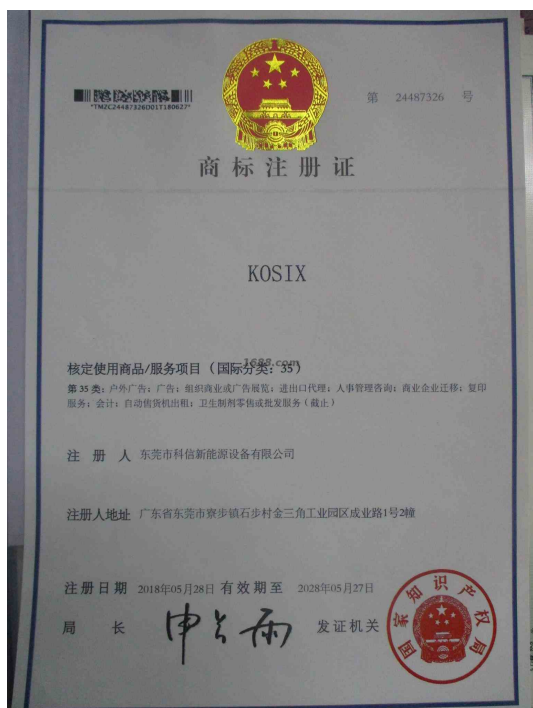 *TMZC24487326D01T180627*
第 24487326 号
商标注册证
KOSIX
1688.com
核定使用商品/服务项目（国际分类：35）
第 35 类：户外广告；广告；组织商业或广告展览；进出口代理；人事管理咨询；商业企业迁移；复印
服务；会计；自动售货机出租；卫生制剂零售或批发服务（截止）
注 册 人 东莞市科信新能源设备有限公司
注册人地址 广东省东莞市寮步镇石步村金三角工业园区成业路1号2幢
注册日期 2018年05月28日 有效期至 2028年05月27日
局 长 申长雨 发证机关
国家知识产权局